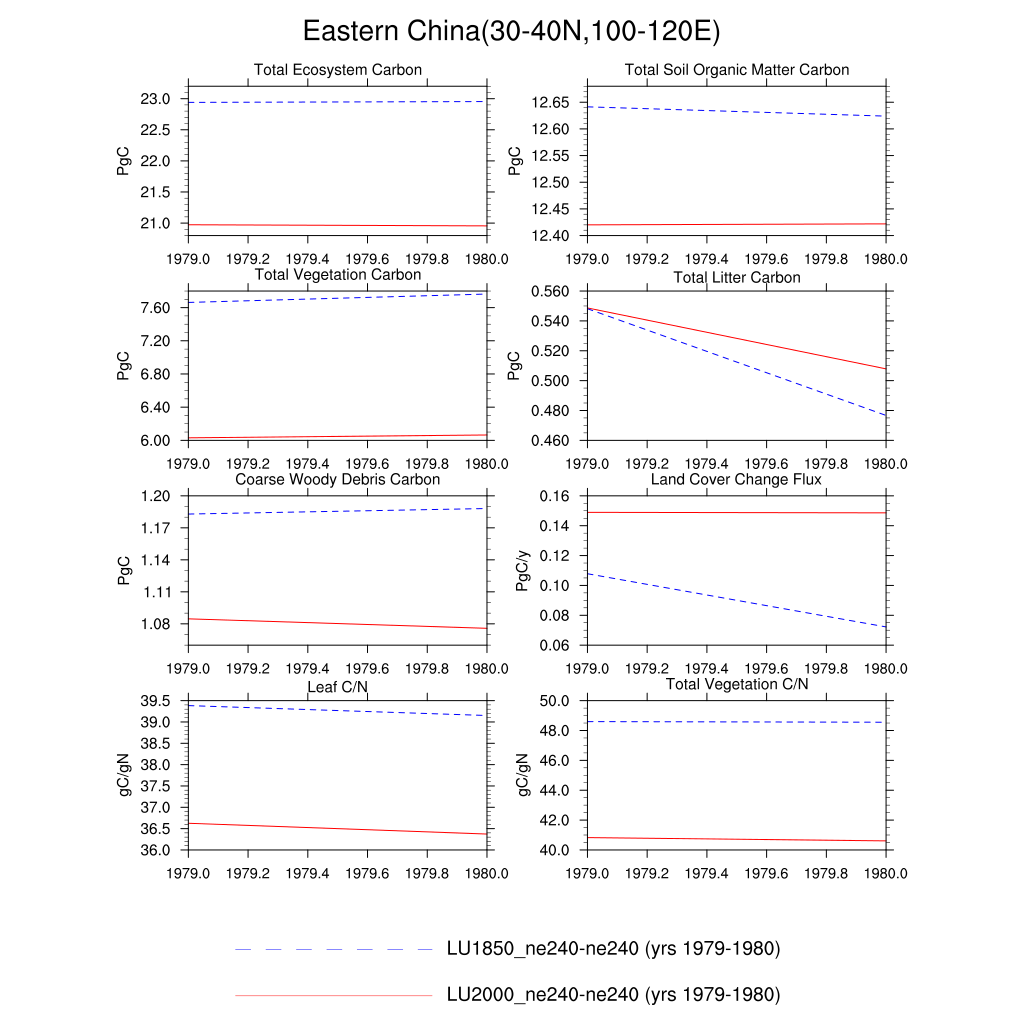 Eastern China(30-40N,100-120E)
Total Ecosystem Carbon
PgC
23.0
22.5
22.0
21.5
21.0
1979.0 1979.2 1979.4 1979.6 1979.8 1980.0
Total Soil Organic Matter Carbon
PgC
12.65
12.60
12.55
12.50
12.45
12.40
1979.0 1979.2 1979.4 1979.6 1979.8 1980.0
Total Vegetation Carbon
PgC
7.60
7.20
6.80
6.40
6.00
1979.0 1979.2 1979.4 1979.6 1979.8 1980.0
Total Litter Carbon
PgC
0.560
0.540
0.520
0.500
0.480
0.460
1979.0 1979.2 1979.4 1979.6 1979.8 1980.0
Coarse Woody Debris Carbon
PgC
1.20
1.17
1.14
1.11
1.08
1979.0 1979.2 1979.4 1979.6 1979.8 1980.0
Land Cover Change Flux
PgC/y
0.16
0.14
0.12
0.10
0.08
0.06
1979.0 1979.2 1979.4 1979.6 1979.8 1980.0
Leaf C/N
gC/gN
39.5
39.0
38.5
38.0
37.5
37.0
36.5
36.0
1979.0 1979.2 1979.4 1979.6 1979.8 1980.0
Total Vegetation C/N
gC/gN
50.0
48.0
46.0
44.0
42.0
40.0
1979.0 1979.2 1979.4 1979.6 1979.8 1980.0
LU1850_ne240-ne240 (yrs 1979-1980)
LU2000_ne240-ne240 (yrs 1979-1980)